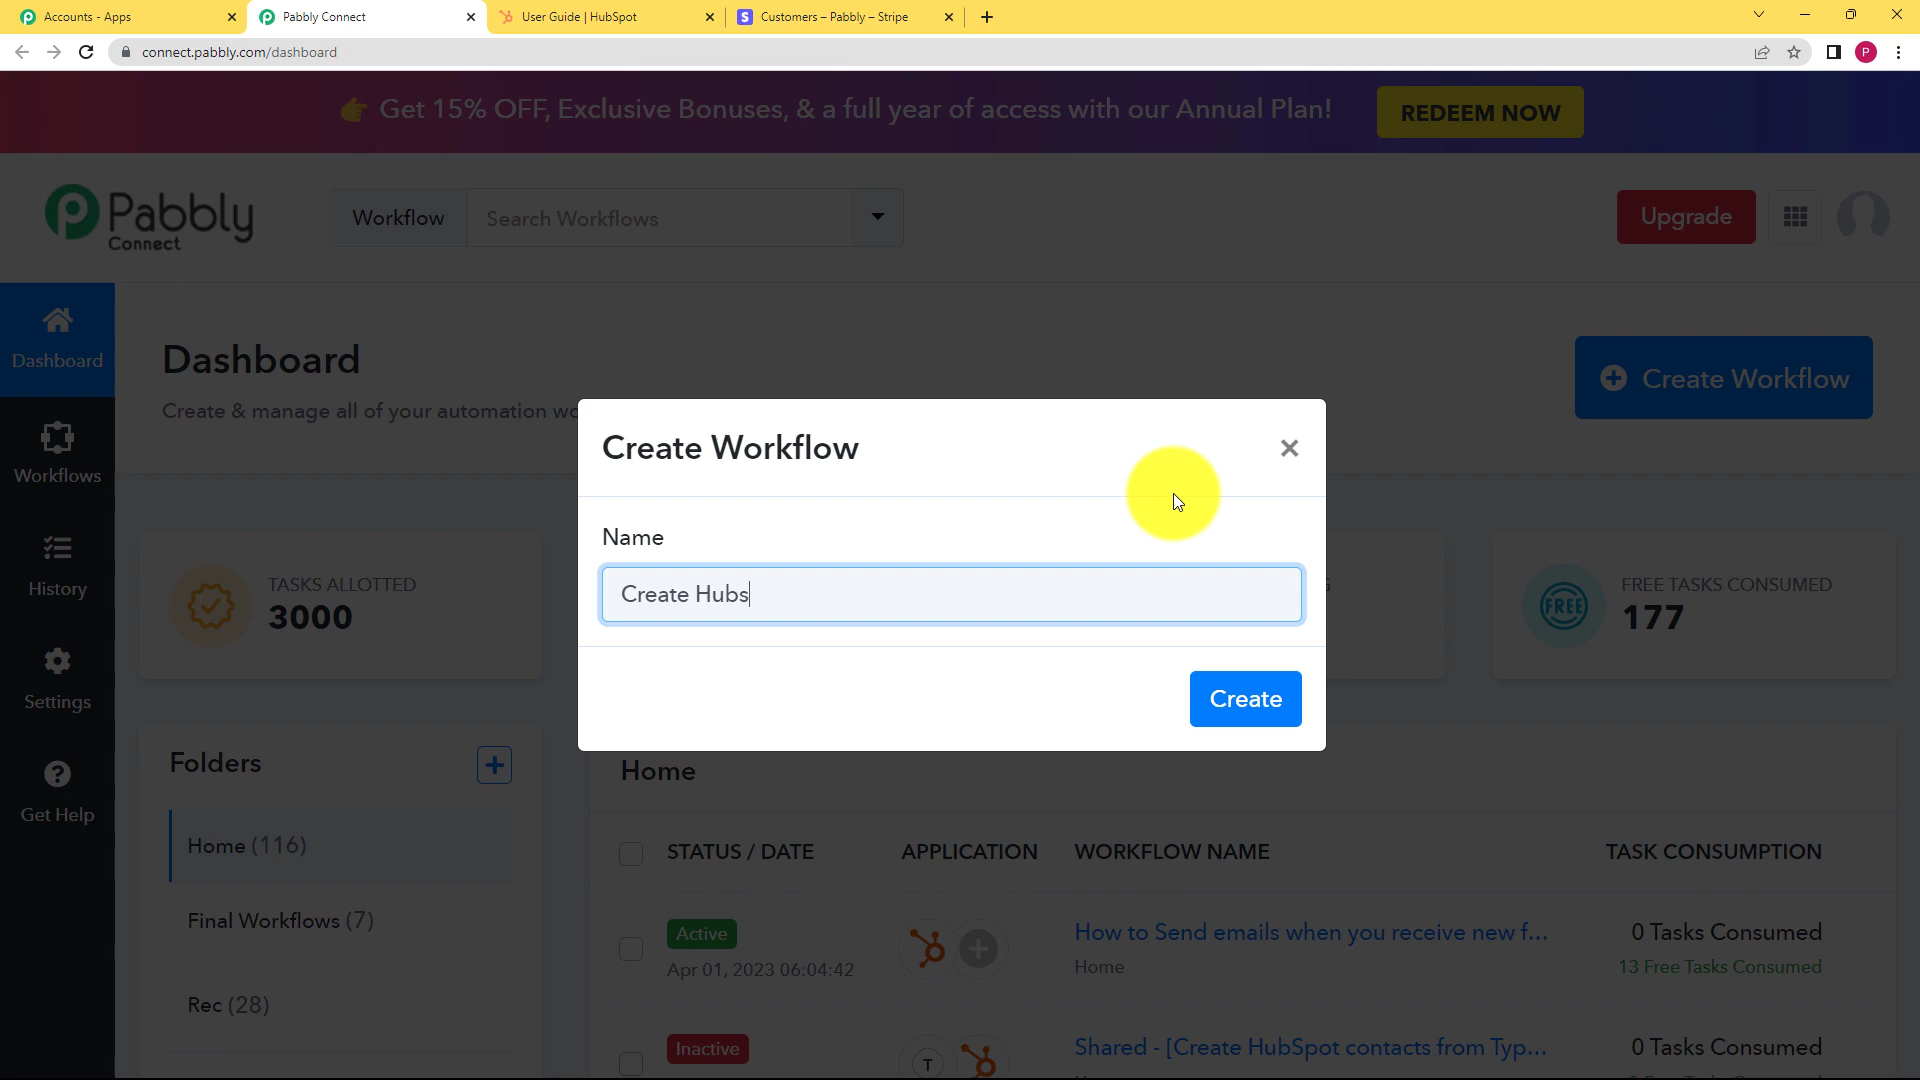 Accounts - Apps
Pabbly Connect
User Guide | HubSpot
Customers – Pabbly – Stripe
connect.pabbly.com/dashboard
P
Get 15% OFF, Exclusive Bonuses, & a full year of access with our Annual Plan!
REDEEM NOW
Pabbly
Connect
Workflow
Search Workflows
Upgrade
Dashboard
Workflows
History
Settings
Get Help
Dashboard
Create & manage all of your automation wo
Create Workflow
Create Workflow
Name
Create Hubs
Create
TASKS ALLOTTED
3000
FREE
FREE TASKS CONSUMED
177
Folders
Home (116)
Final Workflows (7)
Rec (28)
Home
STATUS / DATE
APPLICATION
WORKFLOW NAME
TASK CONSUMPTION
Active
Apr 01, 2023 06:04:42
How to Send emails when you receive new f...
Home
0 Tasks Consumed
13 Free Tasks Consumed
Inactive
T
Shared - [Create HubSpot contacts from Typ...
0 Tasks Consumed